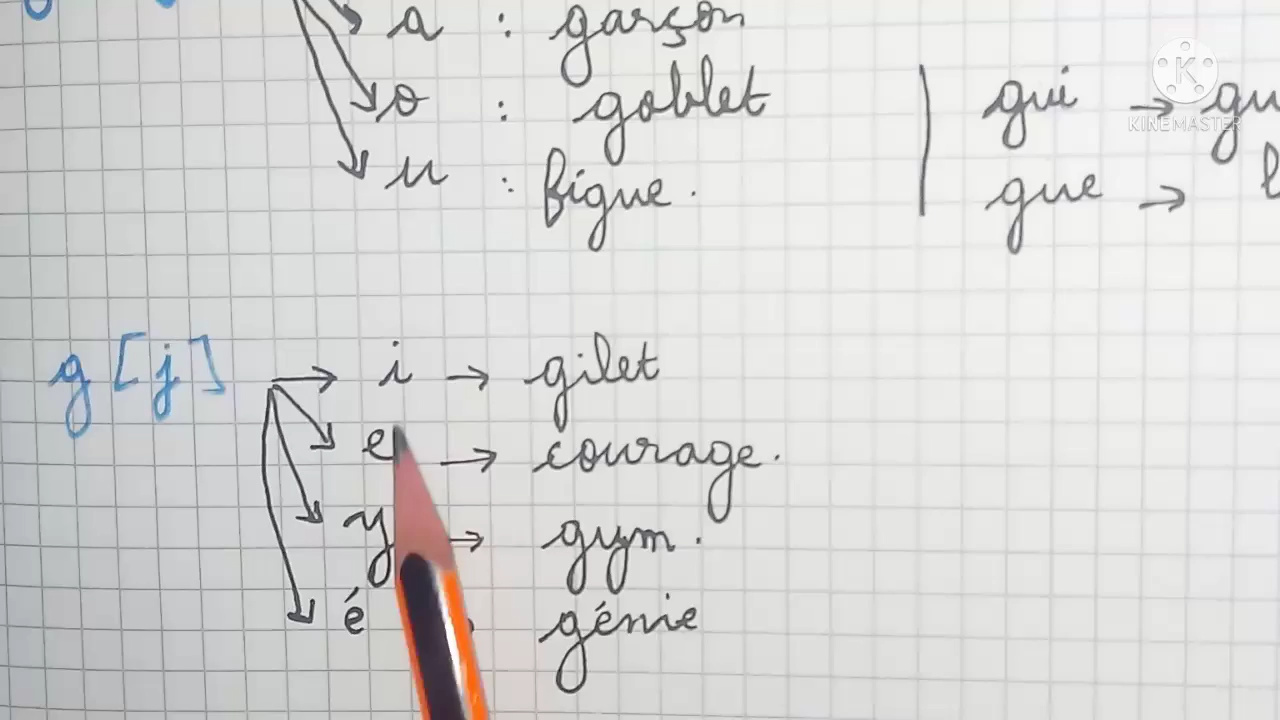 a : garçon
o : goblet
u : figue.
gui → gu
gue → l
g [j] → i → gilet
e → courage.
y → gym.
é → génie
KINEMASTER